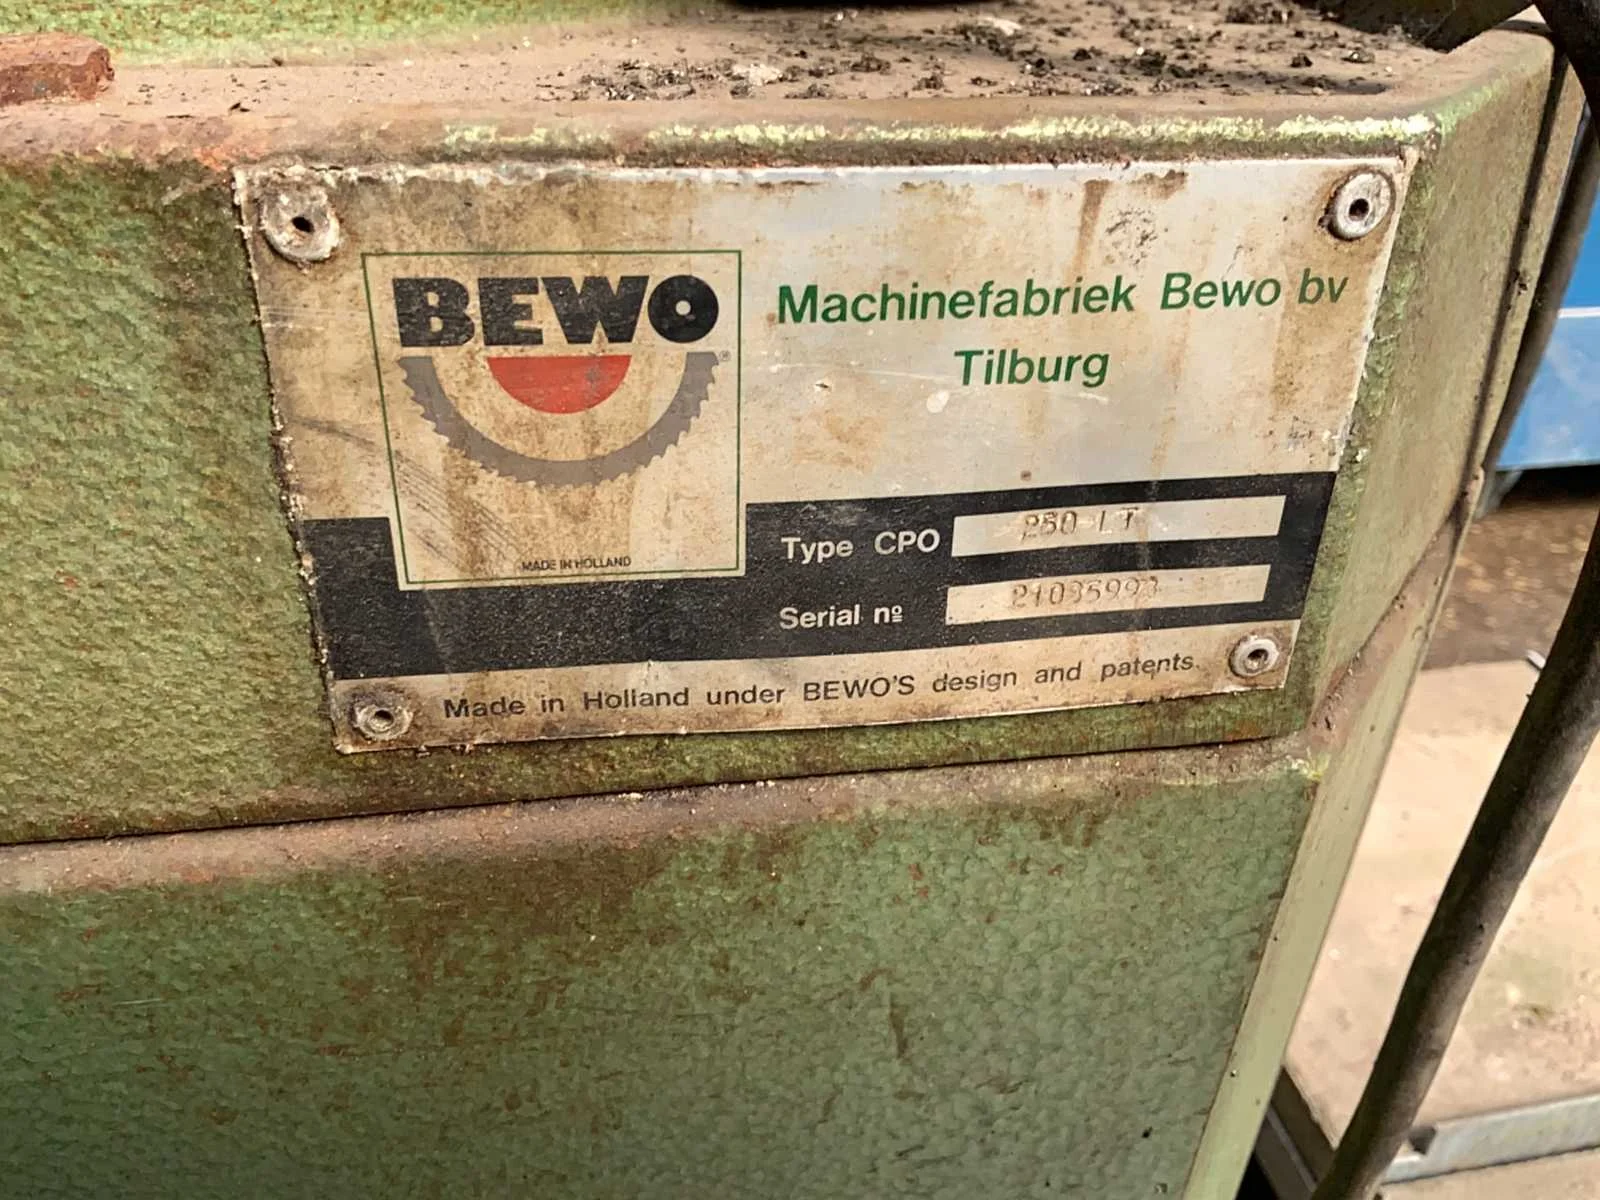 BEWO
®
MADE IN HOLLAND
Machinefabriek Bewo bv
Tilburg
Type CPO 250 LT
Serial nº 21035993
Made in Holland under BEWO'S design and patents.